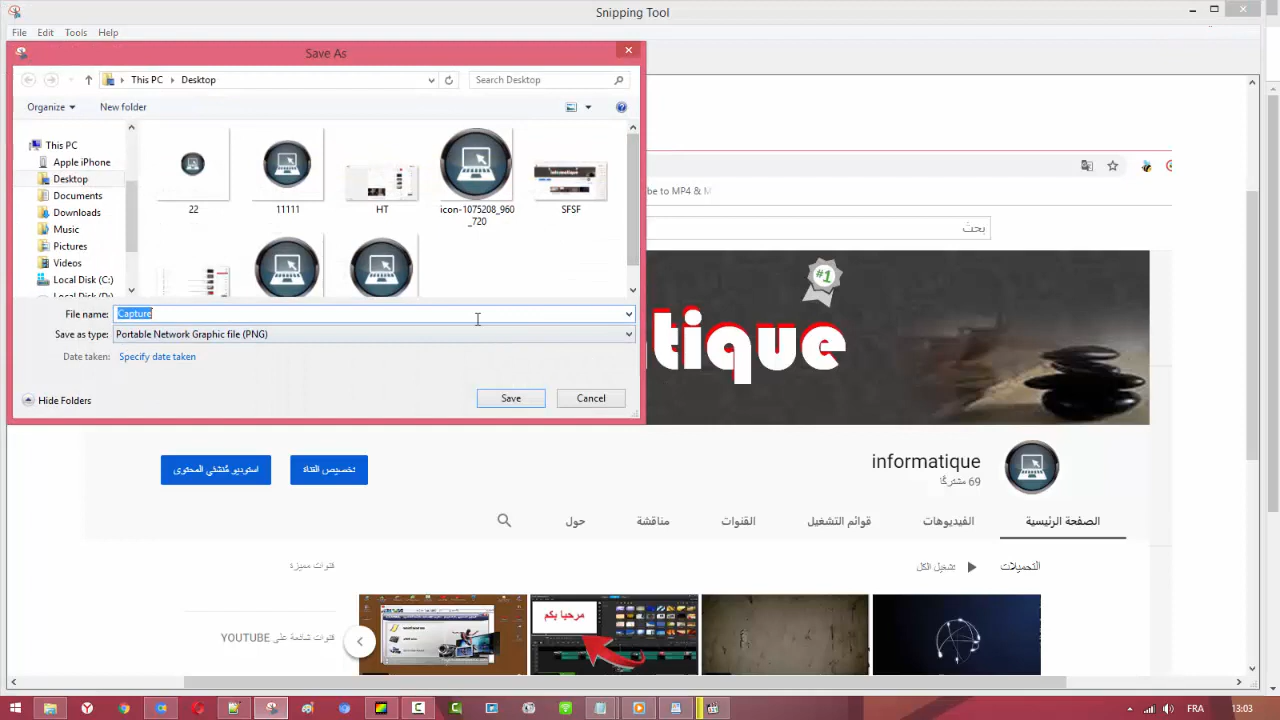 Snipping Tool
File Edit Tools Help
Save As
This PC Desktop
Search Desktop
Organize New folder
This PC
Apple iPhone
Desktop
Documents
Downloads
Music
Pictures
Videos
Local Disk (C:)
22 11111 HT icon-1075208_960_720 SFSF
File name: Capture
Save as type: Portable Network Graphic file (PNG)
Date taken: Specify date taken
Hide Folders
Save Cancel
be to MP4 & M
بحث
#1
tique
استوديو مُنشئي المحتوى
تخصيص القناة
informatique
69 مشتركًا
الصفحة الرئيسية
الفيديوهات
قوائم التشغيل
القنوات
مناقشة
حول
التحميلات
تشغيل الكل
قنوات مميزة
قنوات شائعة على YOUTUBE
مرحبا بكم
FRA 13:03